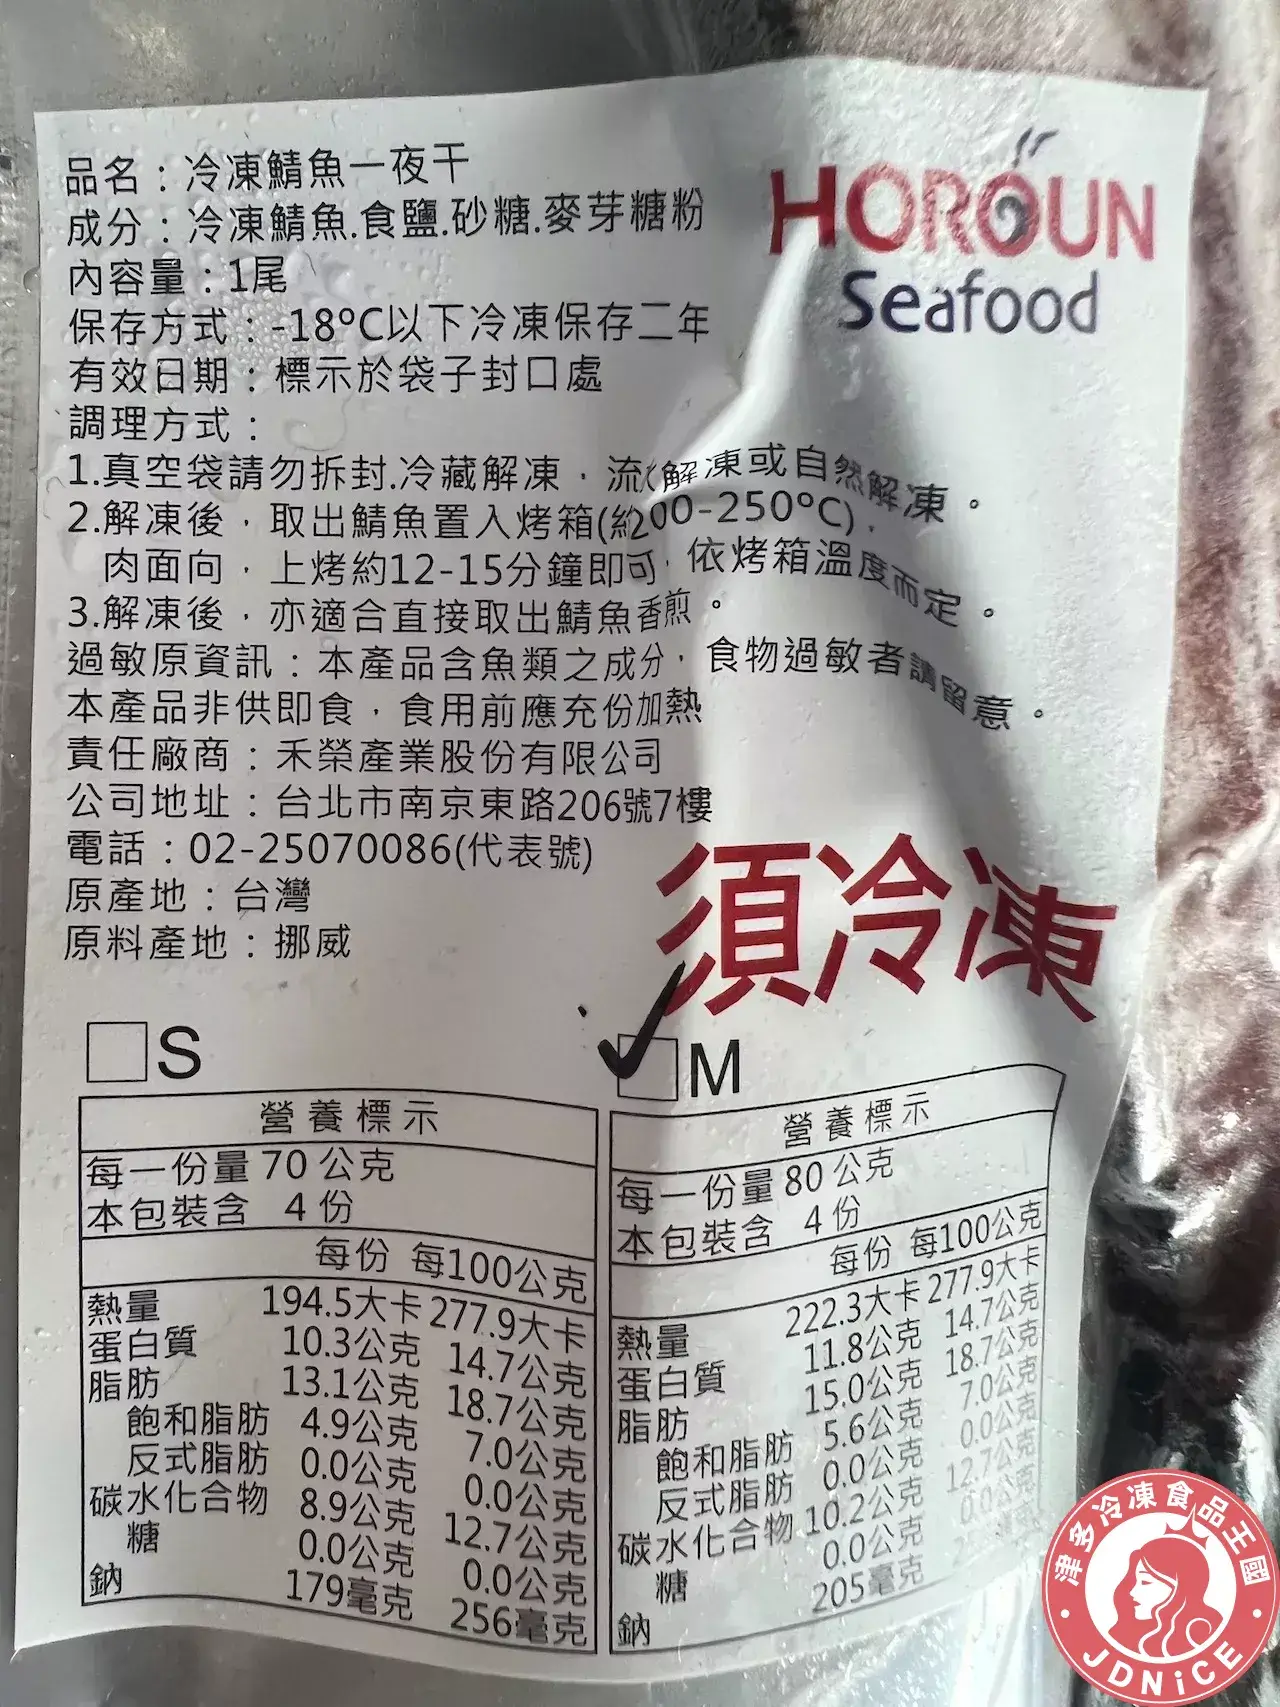 品名：冷凍鯖魚一夜干
成分：冷凍鯖魚.食鹽.砂糖.麥芽糖粉
內容量：1尾
保存方式：-18°C以下冷凍保存二年
有效日期：標示於袋子封口處
調理方式：
1.真空袋請勿拆封.冷藏解凍，流水解凍或自然解凍。
2.解凍後，取出鯖魚置入烤箱(約200-250°C)，
肉面向，上烤約12-15分鐘即可，依烤箱溫度而定。
3.解凍後，亦適合直接取出鯖魚香煎。
過敏原資訊：本產品含魚類之成分，食物過敏者請留意。
本產品非供即食，食用前應充份加熱
責任廠商：禾榮產業股份有限公司
公司地址：台北市南京東路206號7樓
電話：02-25070086(代表號)
原產地：台灣
原料產地：挪威
HOROUN
Seafood
須冷凍
S
營養標示
每一份量 70 公克
本包裝含 4 份
每份 每100公克
熱量 194.5大卡 277.9大卡
蛋白質 10.3公克 14.7公克
脂肪 13.1公克 18.7公克
飽和脂肪 4.9公克 7.0公克
反式脂肪 0.0公克 0.0公克
碳水化合物 8.9公克 12.7公克
糖 0.0公克 0.0公克
鈉 179毫克 256毫克
M
營養標示
每一份量 80 公克
本包裝含 4 份
每份 每100公克
熱量 222.3大卡 277.9大卡
蛋白質 11.8公克 14.7公克
脂肪 15.0公克 18.7公克
飽和脂肪 5.6公克 7.0公克
反式脂肪 0.0公克 0.0公克
碳水化合物 10.2公克 12.7公克
糖 0.0公克 0.0公克
鈉 205毫克
津多冷凍食品王國
JDNiCE